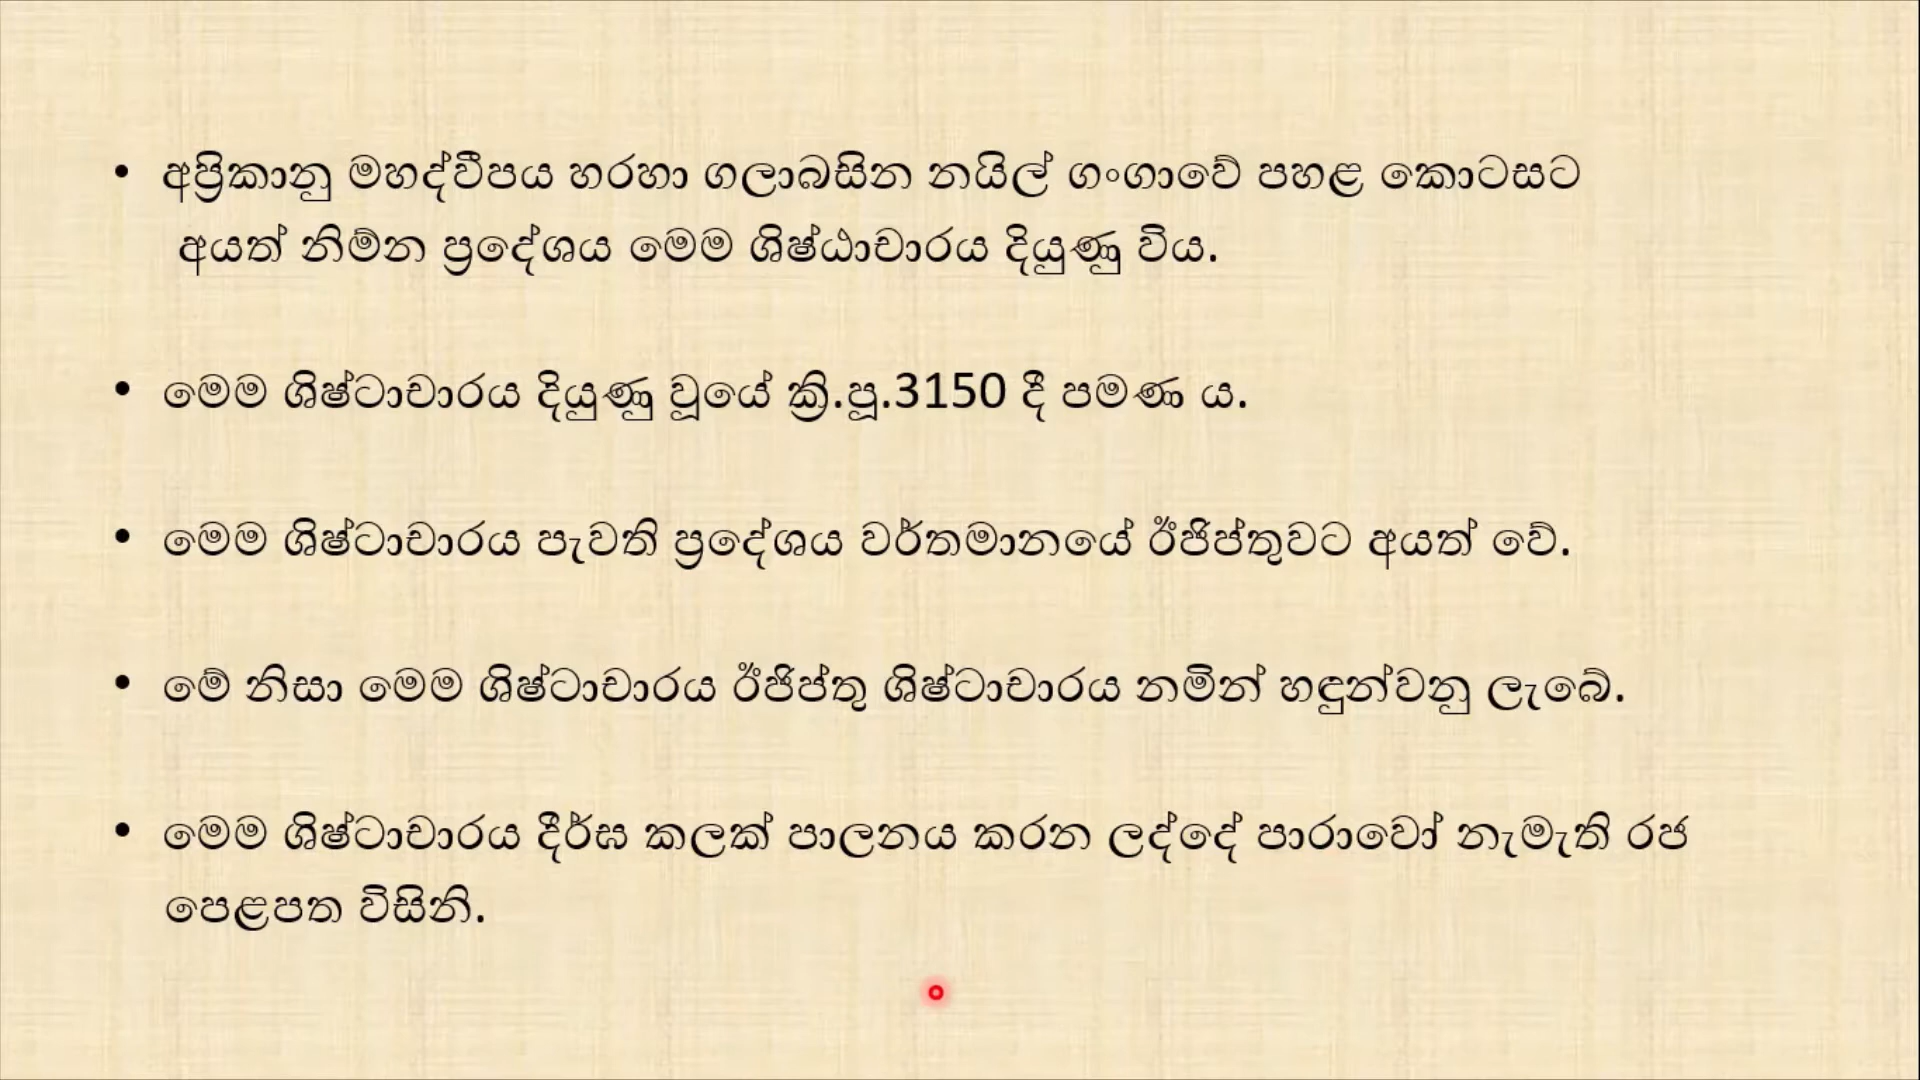 • අප්‍රිකානු මහද්වීපය හරහා ගලාබසින නයිල් ගංගාවේ පහළ කොටසට
අයත් නිම්න ප්‍රදේශය මෙම ශිෂ්ඨාචාරය දියුණු විය.
• මෙම ශිෂ්ටාචාරය දියුණු වූයේ ක්‍රි.පූ.3150 දී පමණ ය.
• මෙම ශිෂ්ටාචාරය පැවති ප්‍රදේශය වර්තමානයේ ඊජිප්තුවට අයත් වේ.
• මේ නිසා මෙම ශිෂ්ටාචාරය ඊජිප්තු ශිෂ්ටාචාරය නමින් හඳුන්වනු ලැබේ.
• මෙම ශිෂ්ටාචාරය දීර්ඝ කලක් පාලනය කරන ලද්දේ පාරාවෝ නැමැති රජ
පෙළපත විසිනි.